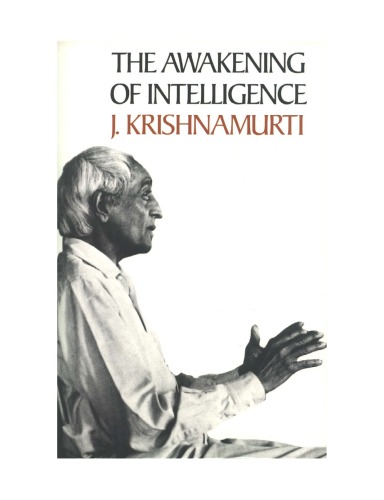 THE AWAKENING
OF INTELLIGENCE
J. KRISHNAMURTI